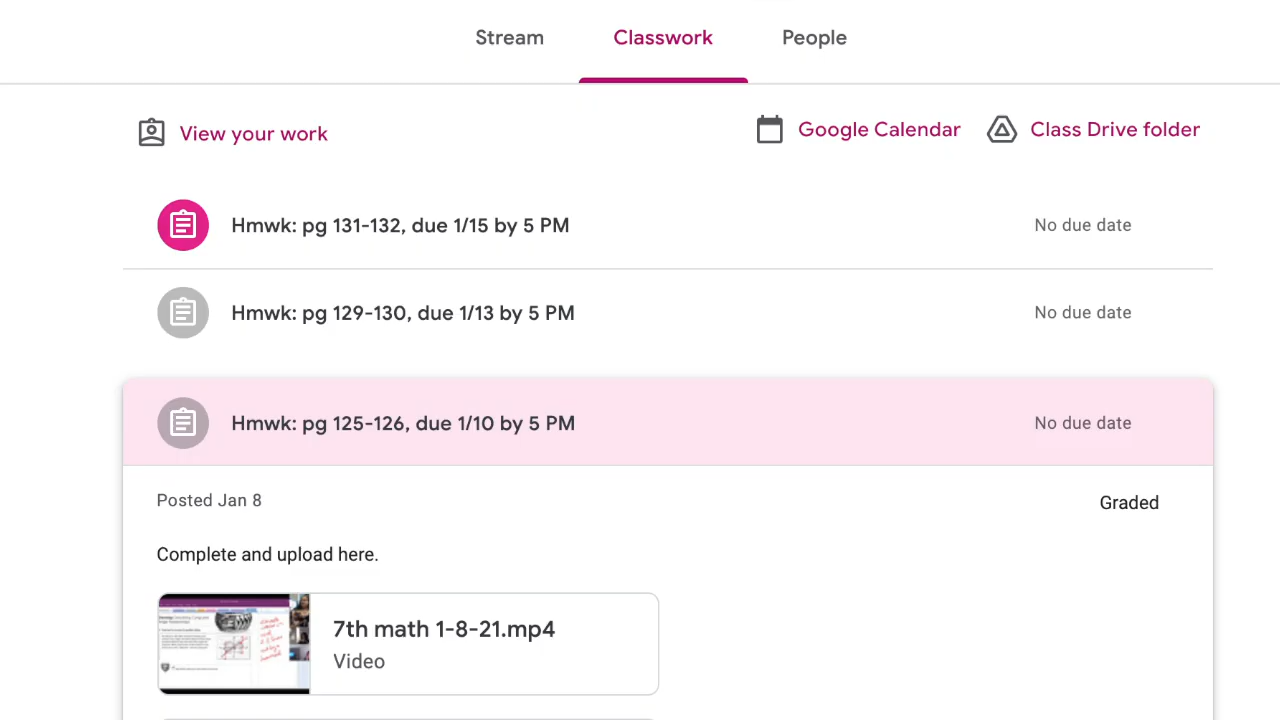 Stream Classwork People
View your work Google Calendar Class Drive folder
Hmwk: pg 131-132, due 1/15 by 5 PM No due date
Hmwk: pg 129-130, due 1/13 by 5 PM No due date
Hmwk: pg 125-126, due 1/10 by 5 PM No due date
Posted Jan 8 Graded
Complete and upload here.
7th math 1-8-21.mp4
Video